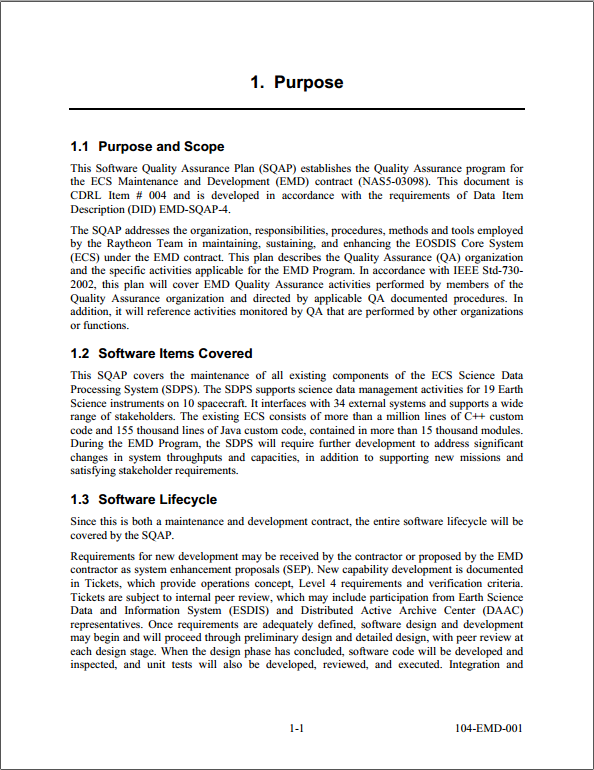 1. Purpose
1.1 Purpose and Scope
This Software Quality Assurance Plan (SQAP) establishes the Quality Assurance program for
the ECS Maintenance and Development (EMD) contract (NAS5-03098). This document is
CDRL Item # 004 and is developed in accordance with the requirements of Data Item
Description (DID) EMD-SQAP-4.
The SQAP addresses the organization, responsibilities, procedures, methods and tools employed
by the Raytheon Team in maintaining, sustaining, and enhancing the EOSDIS Core System
(ECS) under the EMD contract. This plan describes the Quality Assurance (QA) organization
and the specific activities applicable for the EMD Program. In accordance with IEEE Std-730-
2002, this plan will cover EMD Quality Assurance activities performed by members of the
Quality Assurance organization and directed by applicable QA documented procedures. In
addition, it will reference activities monitored by QA that are performed by other organizations
or functions.
1.2 Software Items Covered
This SQAP covers the maintenance of all existing components of the ECS Science Data
Processing System (SDPS). The SDPS supports science data management activities for 19 Earth
Science instruments on 10 spacecraft. It interfaces with 34 external systems and supports a wide
range of stakeholders. The existing ECS consists of more than a million lines of C++ custom
code and 155 thousand lines of Java custom code, contained in more than 15 thousand modules.
During the EMD Program, the SDPS will require further development to address significant
changes in system throughputs and capacities, in addition to supporting new missions and
satisfying stakeholder requirements.
1.3 Software Lifecycle
Since this is both a maintenance and development contract, the entire software lifecycle will be
covered by the SQAP.
Requirements for new development may be received by the contractor or proposed by the EMD
contractor as system enhancement proposals (SEP). New capability development is documented
in Tickets, which provide operations concept, Level 4 requirements and verification criteria.
Tickets are subject to internal peer review, which may include participation from Earth Science
Data and Information System (ESDIS) and Distributed Active Archive Center (DAAC)
representatives. Once requirements are adequately defined, software design and development
may begin and will proceed through preliminary design and detailed design, with peer review at
each design stage. When the design phase has concluded, software code will be developed and
inspected, and unit tests will also be developed, reviewed, and executed. Integration and
1-1
104-EMD-001